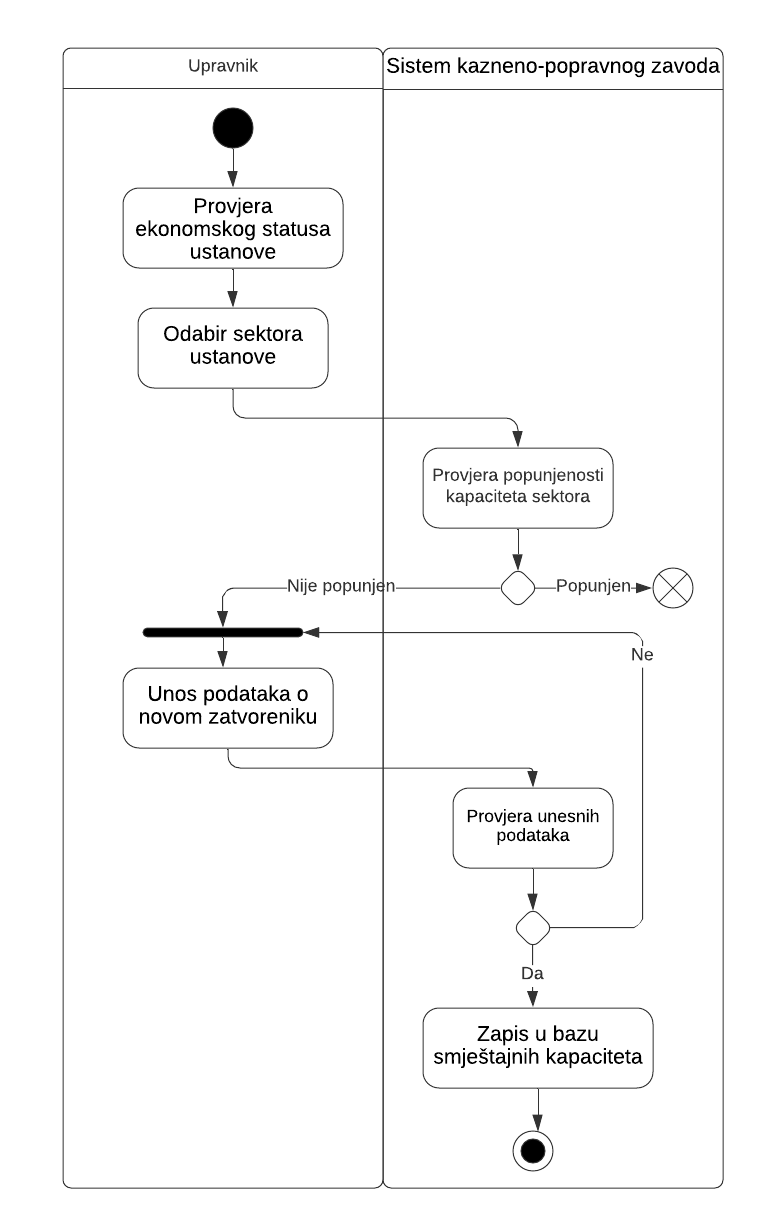 Upravnik
Sistem kazneno-popravnog zavoda
Provjera
ekonomskog statusa
ustanove
Odabir sektora
ustanove
Provjera popunjenosti
kapaciteta sektora
Nije popunjen
Popunjen
Ne
Unos podataka o
novom zatvoreniku
Provjera unesnih
podataka
Da
Zapis u bazu
smještajnih kapaciteta